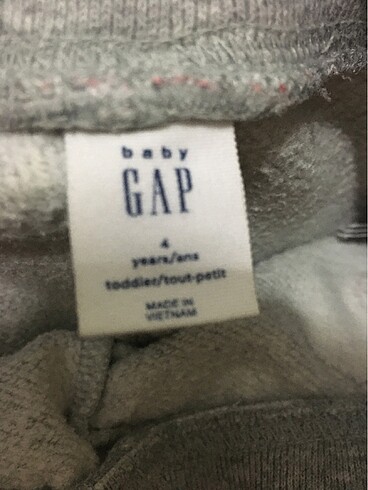 baby
GAP
4
years/ans
toddler/tout-petit
MADE IN
VIETNAM